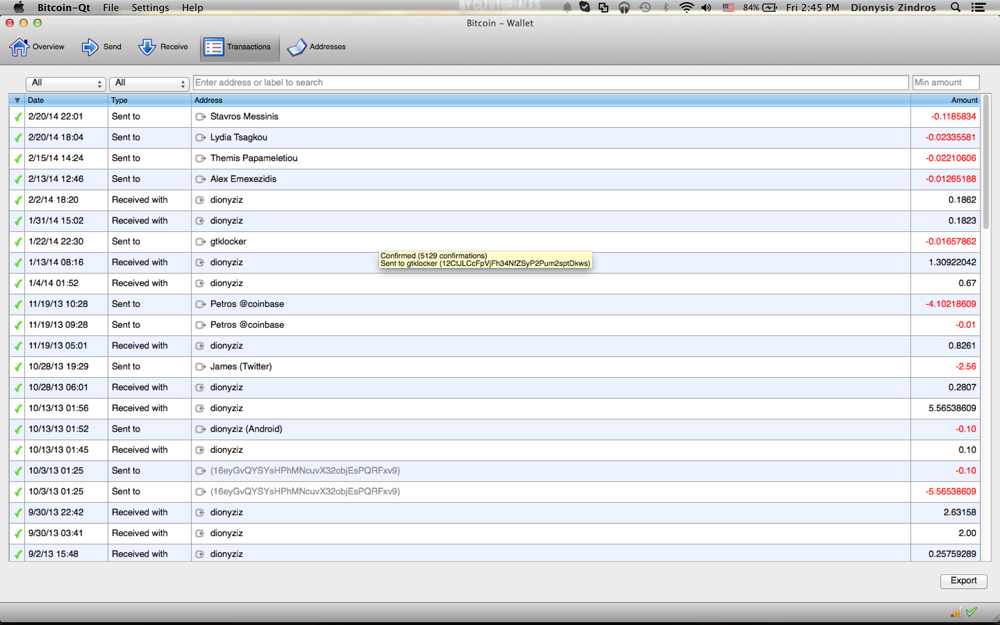 BY CLTUTORIALES
Bitcoin-Qt File Settings Help 84% Fri 2:45 PM Dionysis Zindros
Bitcoin – Wallet
Overview Send Receive Transactions Addresses
All All Enter address or label to search Min amount
Date Type Address Amount
2/20/14 22:01 Sent to Stavros Messinis -0.1185834
2/20/14 18:04 Sent to Lydia Tsagkou -0.02335581
2/15/14 14:24 Sent to Themis Papameletiou -0.02210606
2/13/14 12:46 Sent to Alex Emexezidis -0.01265188
2/2/14 18:20 Received with dionyziz 0.1862
1/31/14 15:02 Received with dionyziz 0.1823
1/22/14 22:30 Sent to gtklocker -0.01657862
Confirmed (5129 confirmations)
Sent to gtklocker (12CtJLCcFpVjFh34NfZSyP2Pum2sptDkws)
1/13/14 08:16 Received with dionyziz 1.30922042
1/4/14 01:52 Received with dionyziz 0.67
11/19/13 10:28 Sent to Petros @coinbase -4.10218609
11/19/13 09:28 Sent to Petros @coinbase -0.01
11/19/13 05:01 Received with dionyziz 0.8261
10/28/13 19:29 Sent to James (Twitter) -2.56
10/28/13 06:01 Received with dionyziz 0.2807
10/13/13 01:56 Received with dionyziz 5.56538609
10/13/13 01:52 Sent to dionyziz (Android) -0.10
10/13/13 01:45 Received with dionyziz 0.10
10/3/13 01:25 Sent to (16eyGvQYSYsHPhMNcuvX32objEsPQRFxv9) -0.10
10/3/13 01:25 Sent to (16eyGvQYSYsHPhMNcuvX32objEsPQRFxv9) -5.56538609
9/30/13 22:42 Received with dionyziz 2.63158
9/30/13 03:41 Received with dionyziz 2.00
9/2/13 15:48 Received with dionyziz 0.25759289
Export